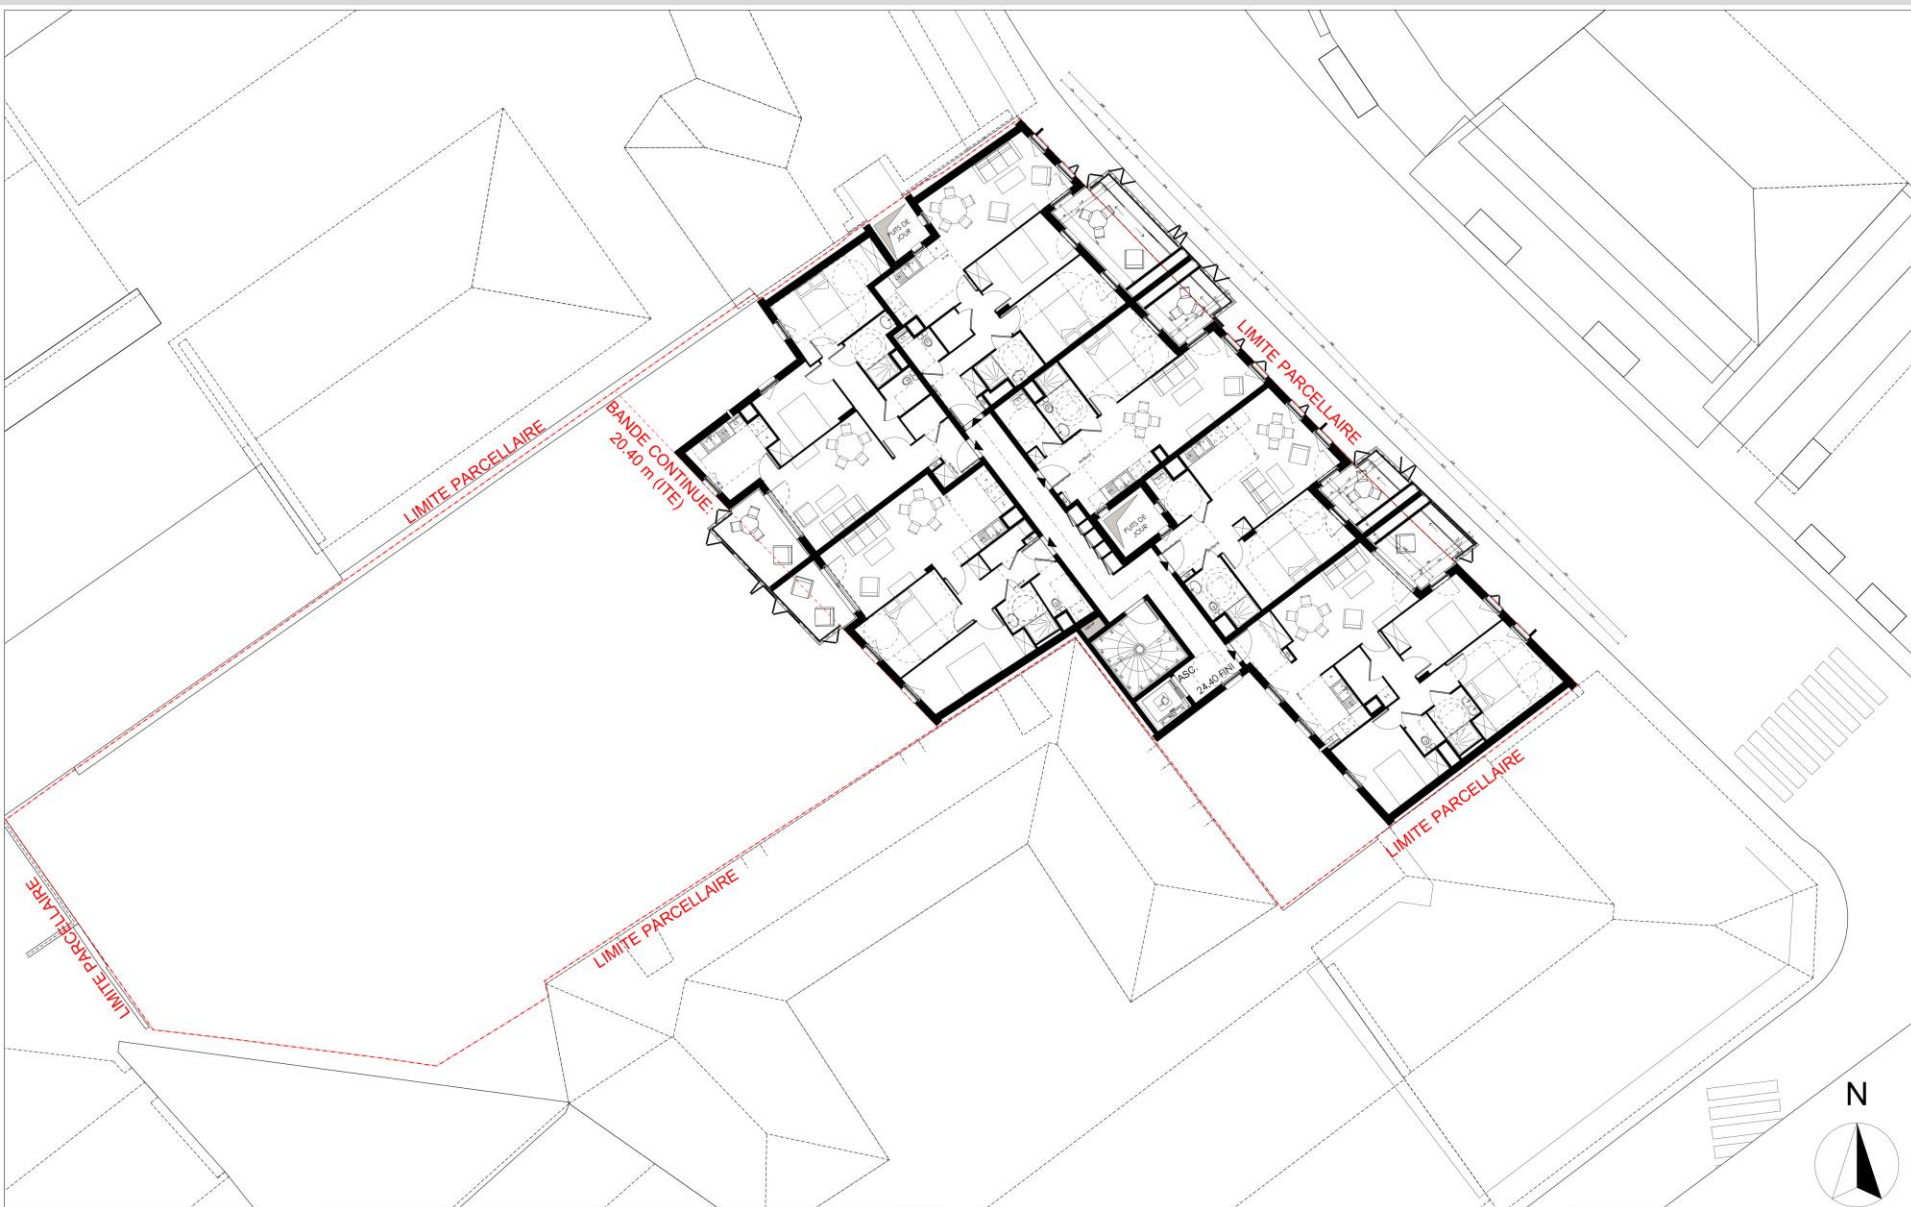 PUITS DE
JOUR
LIMITE PARCELLAIRE
LIMITE PARCELLAIRE
BANDE CONTINUE:
20.40 m (ITE)
PUITS DE
JOUR
ASC.
24.40 FINI
LIMITE PARCELLAIRE
LIMITE PARCELLAIRE
LIMITE PARCELLAIRE
N